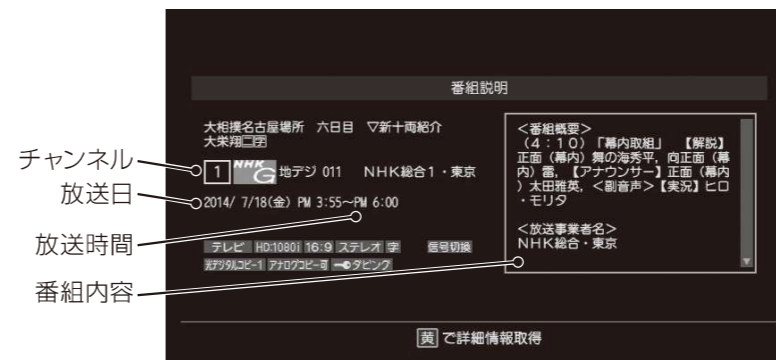 番組説明
大相撲名古屋場所 六日目 ▽新十両紹介
大栄翔二字
チャンネル
1 NHK G 地デジ 011 NHK総合1・東京
放送日
2014/ 7/18(金) PM 3:55~PM 6:00
放送時間
テレビ HD:1080i 16:9 ステレオ 字 信号切換
光デジタルコピー1 アナログコピー可 ダビング
番組内容
<番組概要>
(4:10)「幕内取組」 【解説】
正面(幕内)舞の海秀平,向正面(幕
内)雷,【アナウンサー】正面(幕内
)太田雅英,<副音声>【実況】ヒロ
・モリタ
<放送事業者名>
NHK総合・東京
黄 で詳細情報取得